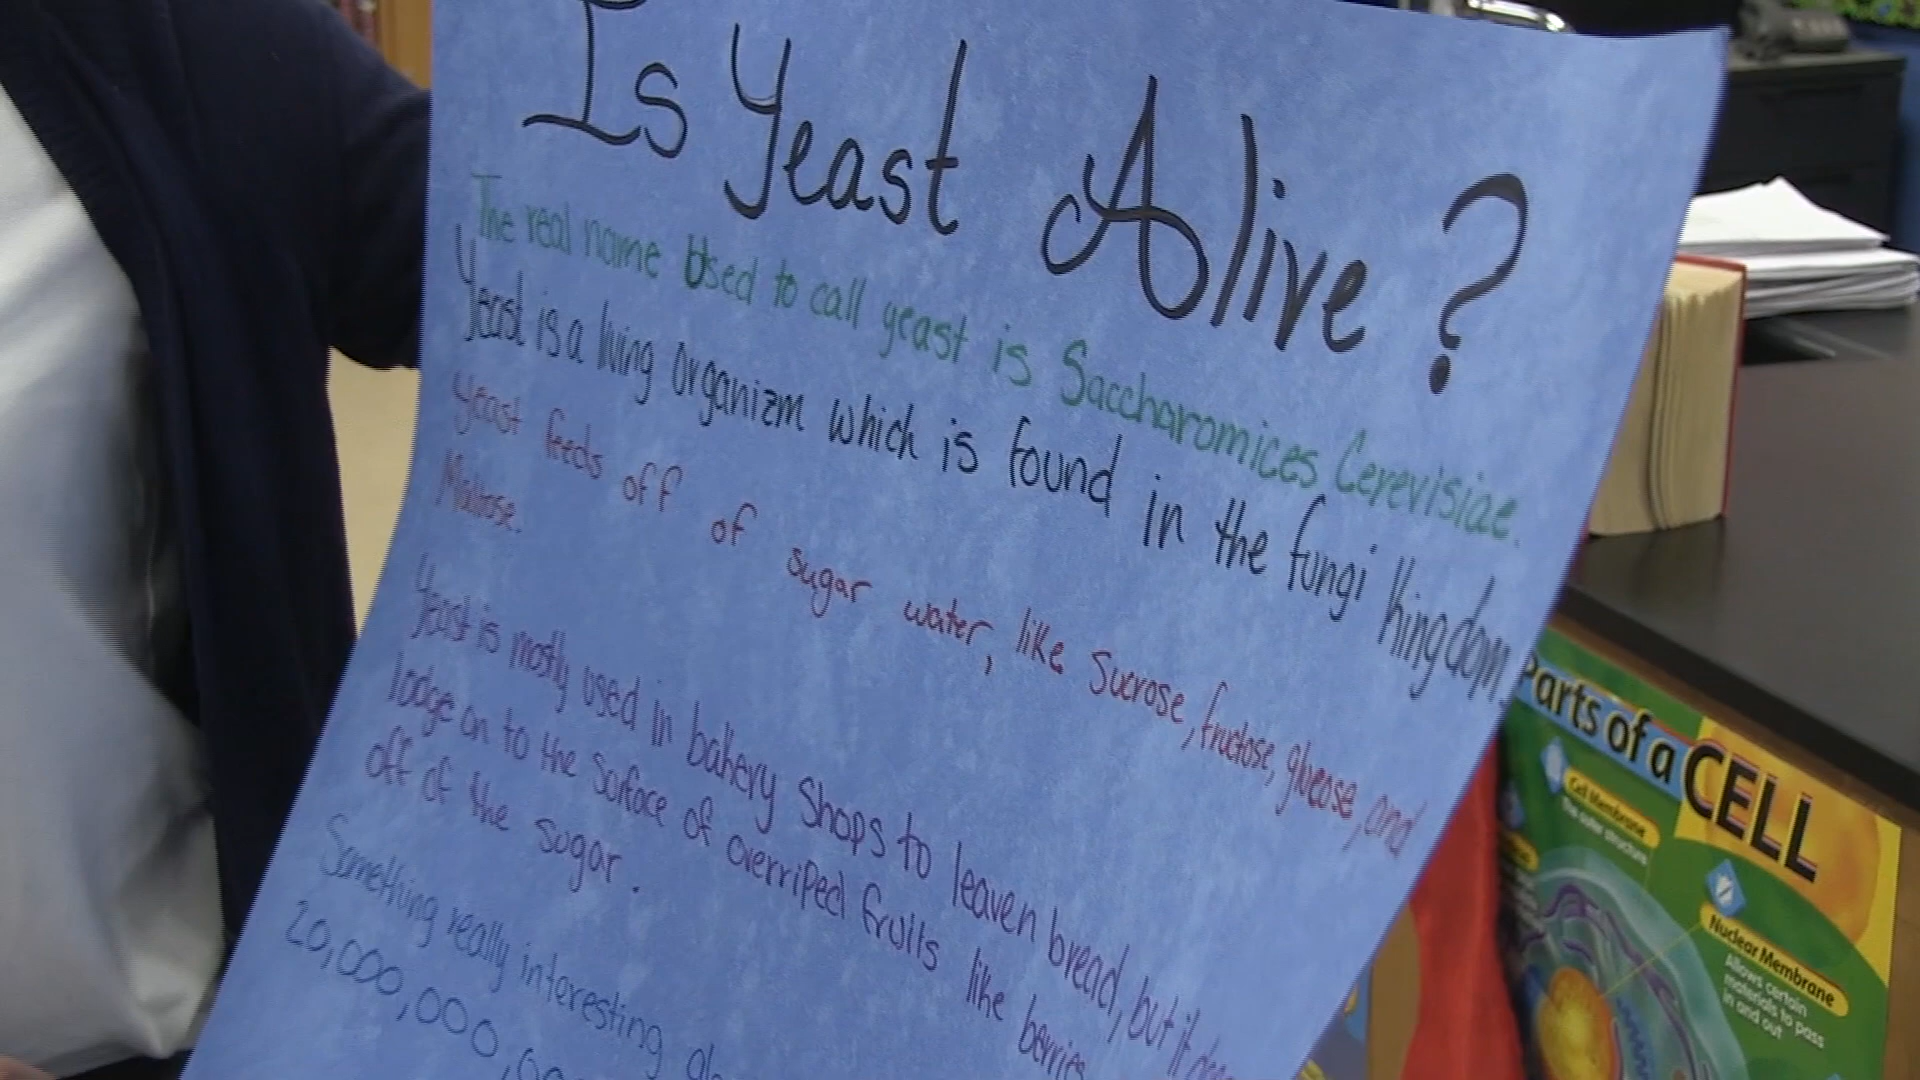 Is Yeast Alive?
The real name Used to call yeast is Saccharomices Cerevisiae.
Yeast is a living organizm which is found in the fungi Kingdom.
Yeast feeds off of sugar water, like sucrose, fructose, glucose, and
Maltose.
Yeast is mostly used in bakery shops to leaven bread, but it does
lodge on to the surface of overriped fruits like berries
off of the sugar.
Something really interesting
20,000,000,00
Parts of a
CELL
Cell Membrane
The outer structure
Nuclear Membrane
Allows certain
materials to pass
in and out